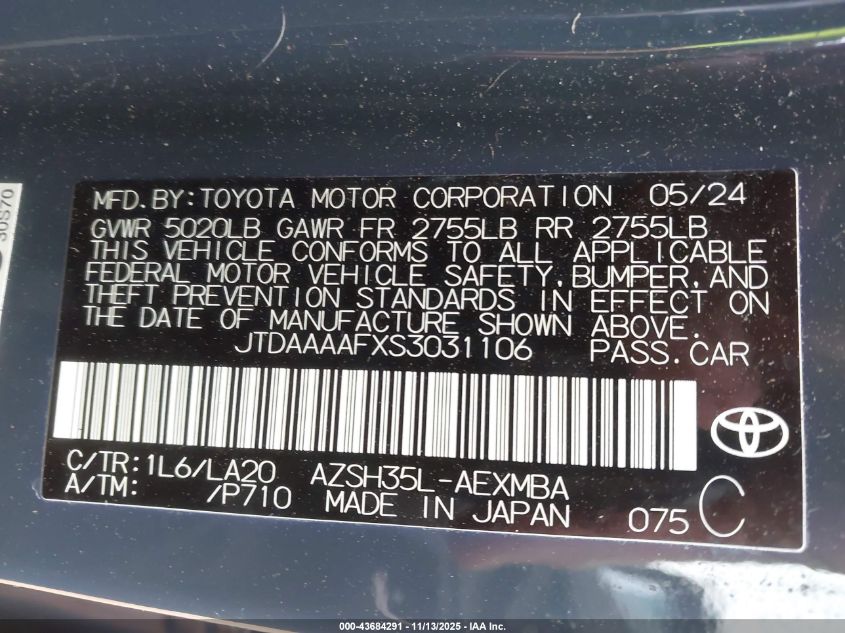 30S70
MFD.BY:TOYOTA MOTOR CORPORATION 05/24
GVWR 5020LB GAWR FR 2755LB RR 2755LB
THIS VEHICLE CONFORMS TO ALL APPLICABLE
FEDERAL MOTOR VEHICLE SAFETY,BUMPER,AND
THEFT PREVENTION STANDARDS IN EFFECT ON
THE DATE OF MANUFACTURE SHOWN ABOVE.
JTDAAAAFXS3031106 PASS.CAR
C/TR:1L6/LA20 AZSH35L-AEXMBA
A/TM: /P710 MADE IN JAPAN 075 C
000-43684291 - 11/13/2025 - IAA Inc.